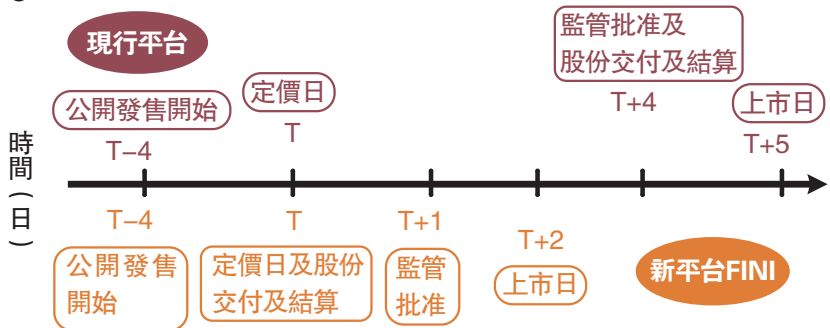 現行平台
公開發售開始
T–4
定價日
T
監管批准及
股份交付及結算
T+4
上市日
T+5
時間(日)
T–4
公開發售
開始
T
定價日及股份
交付及結算
T+1
監管
批准
T+2
上市日
新平台FINI